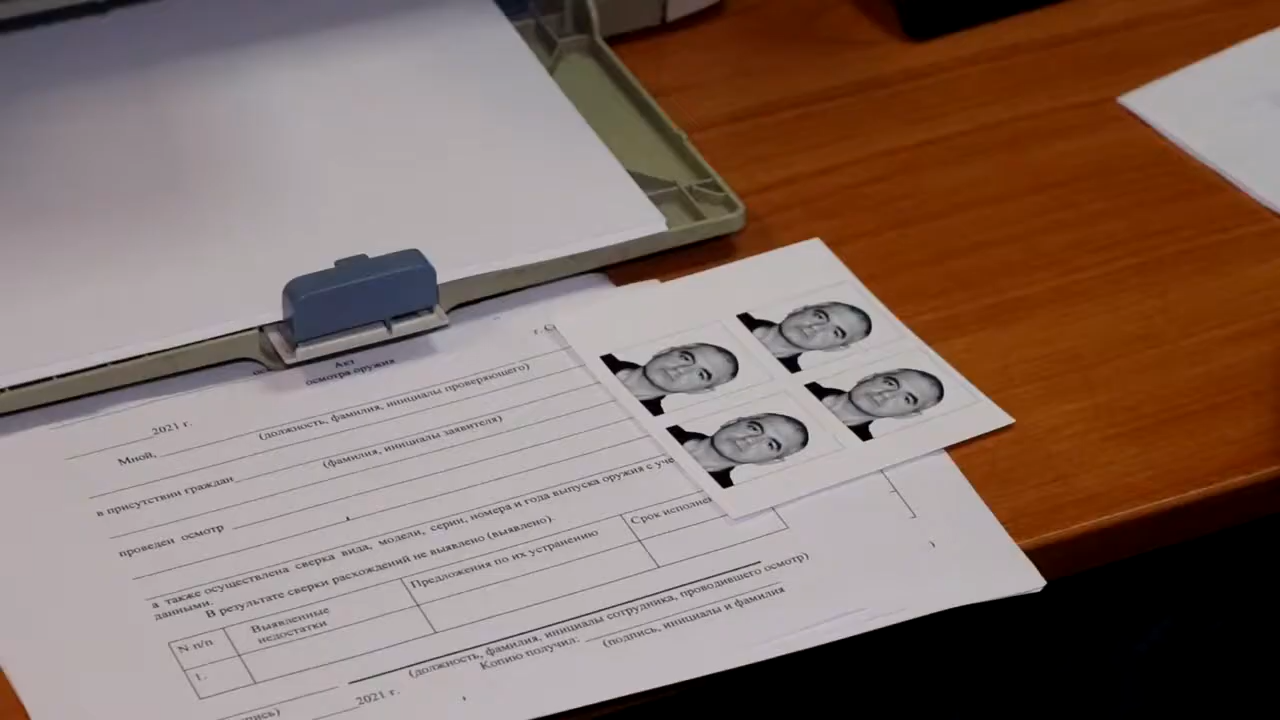 г. С
Акт
осмотра оружия
2021 г.
Мной,
(должность, фамилия, инициалы проверяющего)
(фамилия, инициалы заявителя)
в присутствии граждан
проведен осмотр
а также осуществлена сверка вида, модели, серии, номера и года выпуска оружия с уче
данными.
В результате сверки расхождений не выявлено (выявлено).
N п/п
Выявленные
недостатки
Предложения по их устранению
Срок исполне
1.
(должность, фамилия, инициалы сотрудника, проводившего осмотр)
Копию получил:
(подпись, инициалы и фамилия
2021 г.
пись)